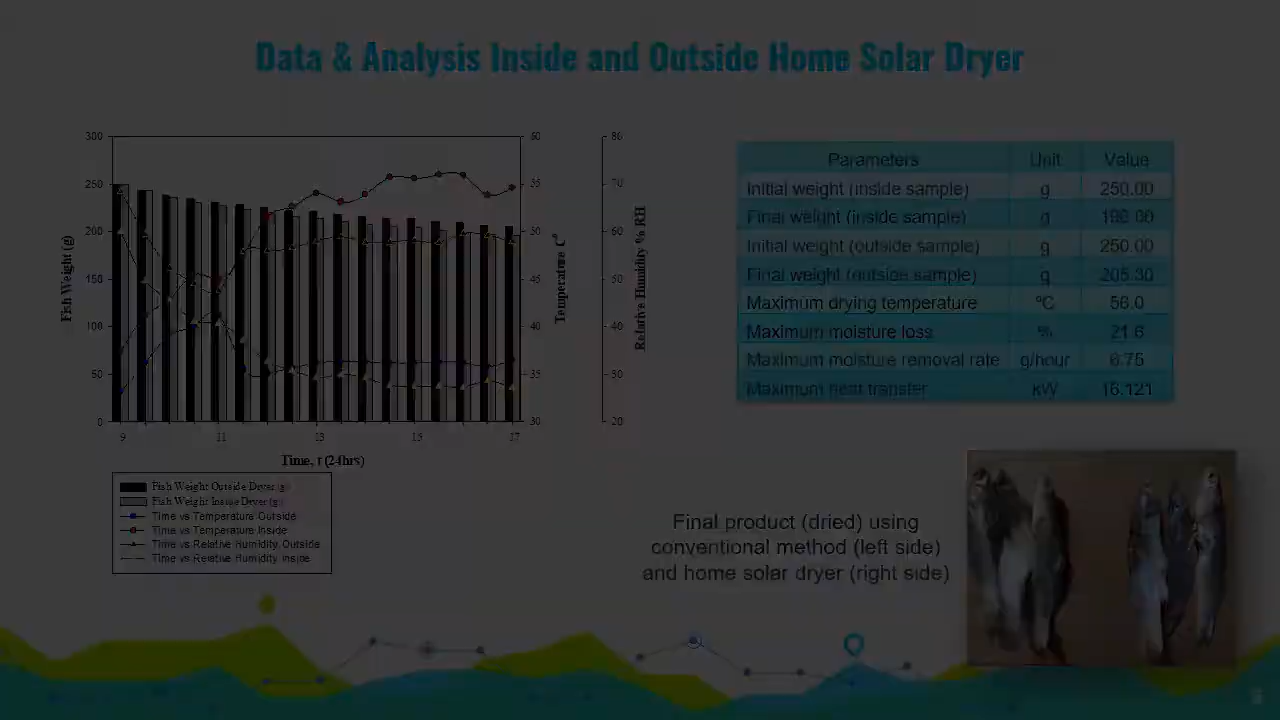 Data & Analysis Inside and Outside Home Solar Dryer
300
250
200
150
100
50
0
Fish Weight (g)
9
11
13
15
17
Time, t (24hrs)
60
55
50
45
40
35
30
Temperature C°
80
70
60
50
40
30
20
Relative Humidity % RH
Fish Weight Outside Dryer (g)
Fish Weight Inside Dryer (g)
Time vs Temperature Outside
Time vs Temperature Inside
Time vs Relative Humidity Outside
Time vs Relative Humidity Inside
Parameters Unit Value
Initial weight (inside sample) g 250.00
Final weight (inside sample) g
Initial weight (outside sample) g 250.00
Final weight (outside sample) g 205.30
Maximum drying temperature °C 56.0
Maximum moisture loss % 21.6
Maximum moisture removal rate g/hour 6.75
Maximum heat transfer kW 16.121
Final product (dried) using
conventional method (left side)
and home solar dryer (right side)